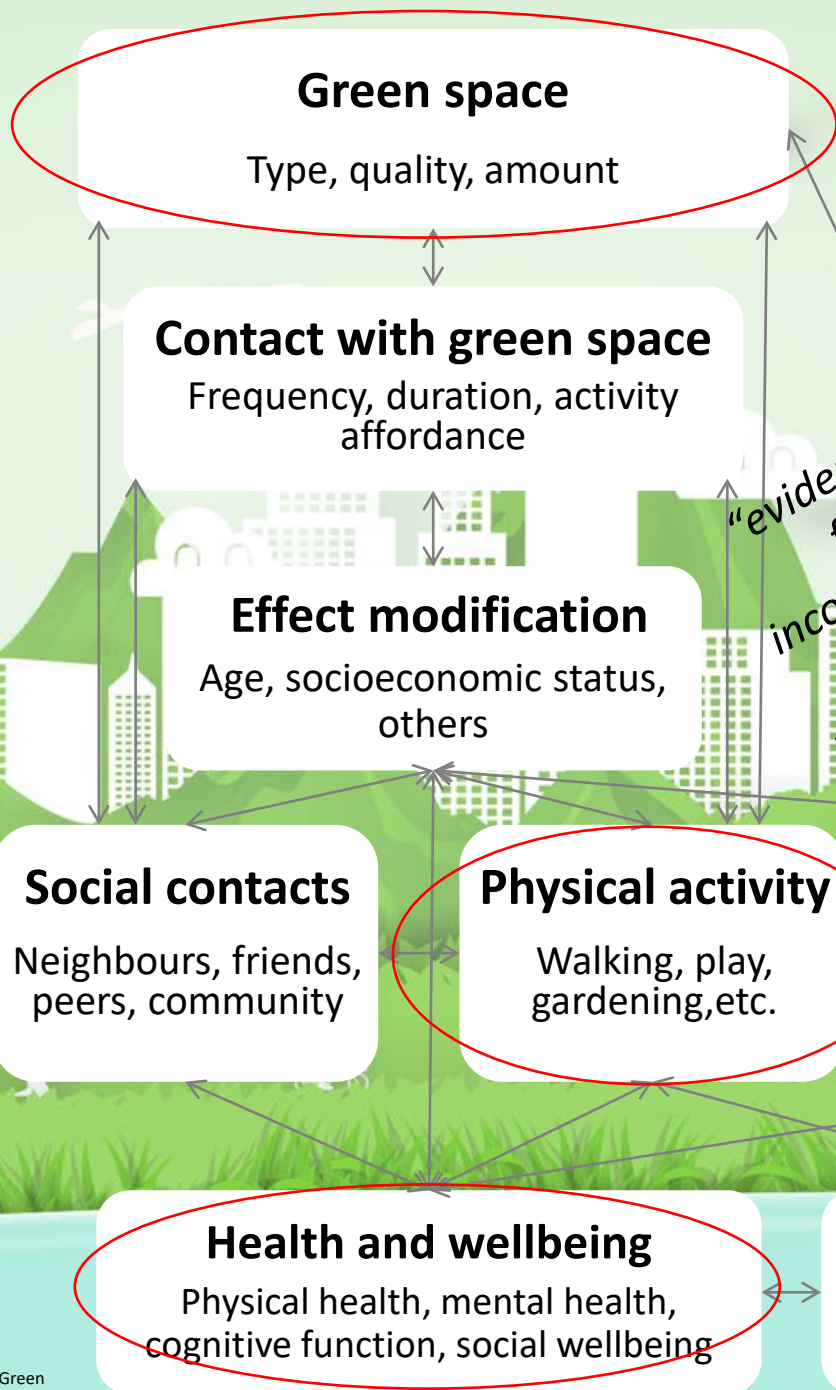 Green space
Type, quality, amount
Contact with green space
Frequency, duration, activity
affordance
Effect modification
Age, socioeconomic status,
others
Social contacts
Neighbours, friends,
peers, community
Physical activity
Walking, play,
gardening,etc.
Health and wellbeing
Physical health, mental health,
cognitive function, social wellbeing
Green